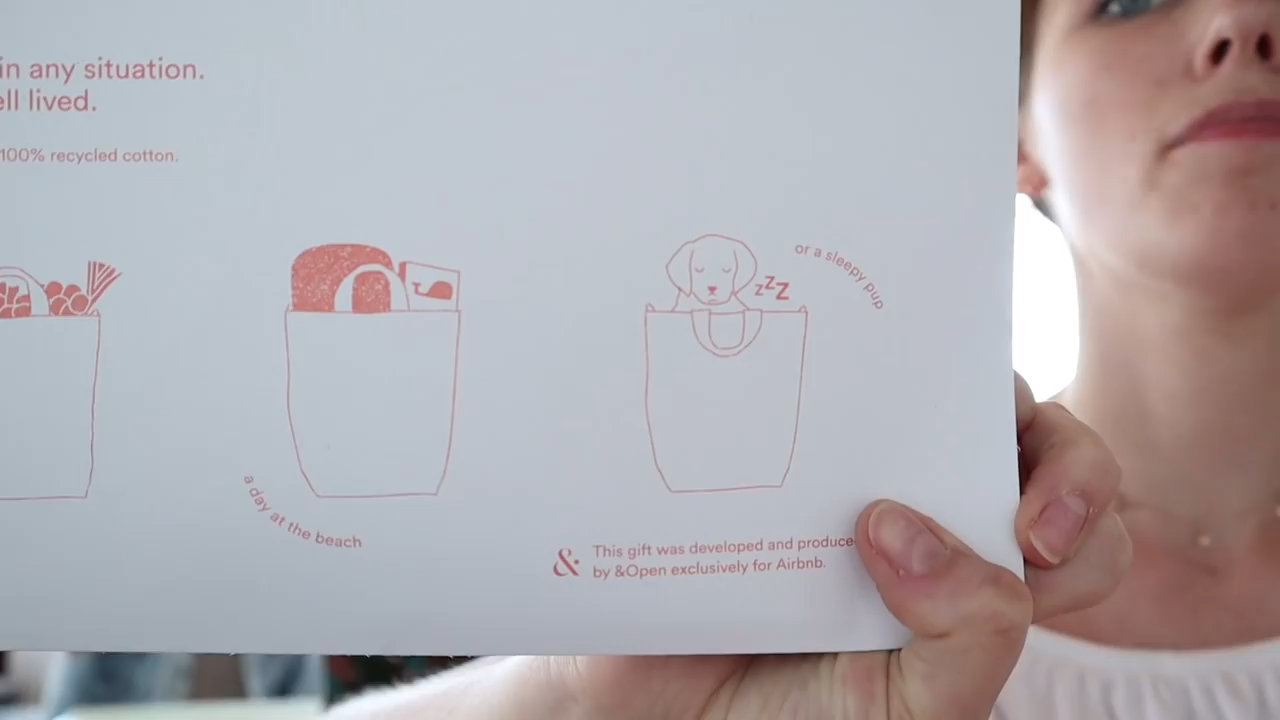 in any situation.
ell lived.
100% recycled cotton.
or a sleepy pup
zzZ
a day at the beach
& This gift was developed and produce
by &Open exclusively for Airbnb.